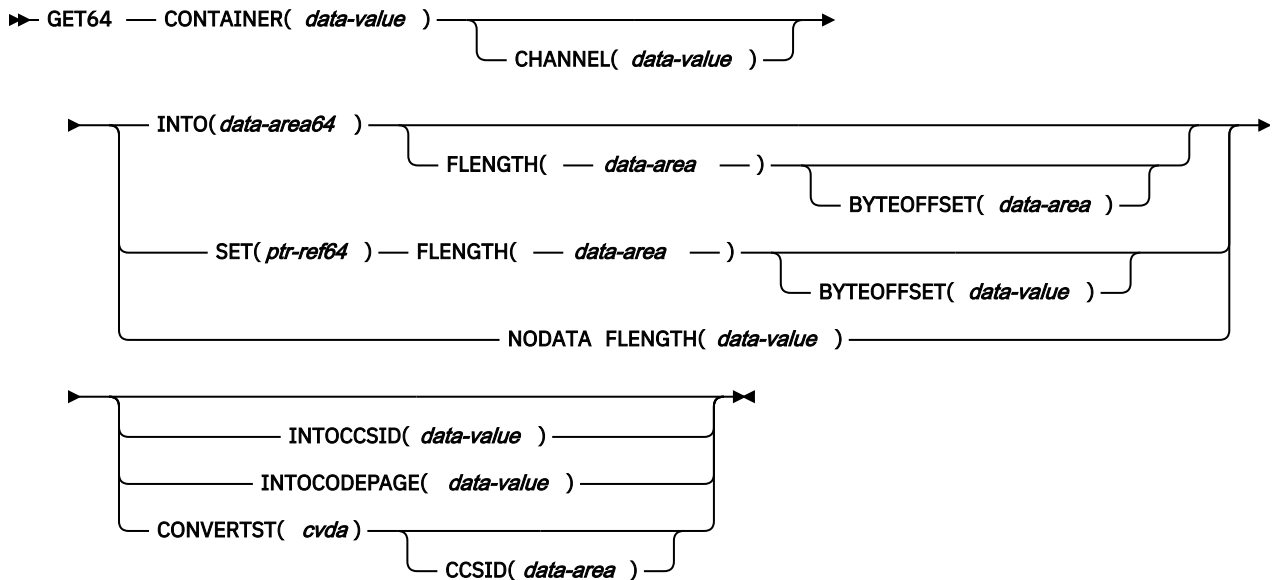 GET64 CONTAINER( data-value )
CHANNEL( data-value )
INTO( data-area64 )
FLENGTH( data-area )
BYTEOFFSET( data-area )
SET( ptr-ref64 ) FLENGTH( data-area )
BYTEOFFSET( data-value )
NODATA FLENGTH( data-value )
INTOCCSID( data-value )
INTOCODEPAGE( data-value )
CONVERTST( cvda )
CCSID( data-area )